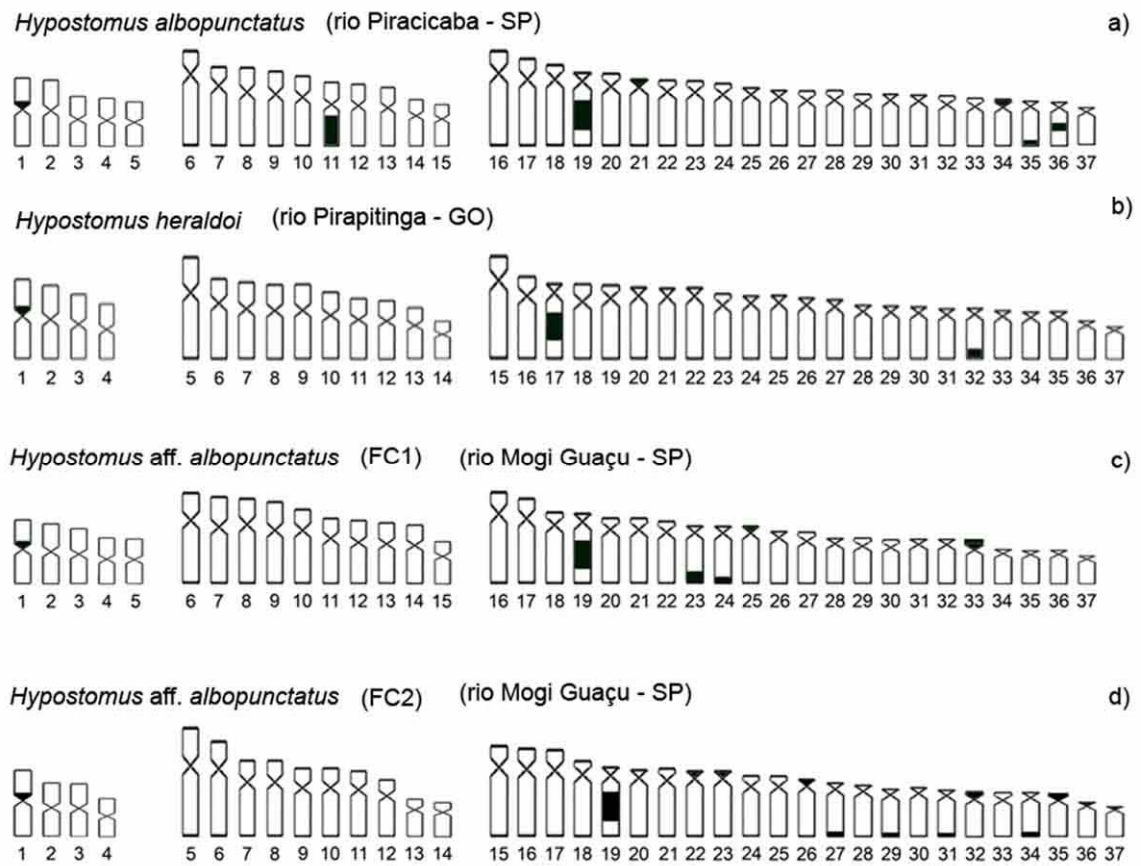 Hypostomus albopunctatus (rio Piracicaba - SP) a)
1 2 3 4 5 6 7 8 9 10 11 12 13 14 15 16 17 18 19 20 21 22 23 24 25 26 27 28 29 30 31 32 33 34 35 36 37
Hypostomus heraldoi (rio Pirapitinga - GO) b)
1 2 3 4 5 6 7 8 9 10 11 12 13 14 15 16 17 18 19 20 21 22 23 24 25 26 27 28 29 30 31 32 33 34 35 36 37
Hypostomus aff. albopunctatus (FC1) (rio Mogi Guaçu - SP) c)
1 2 3 4 5 6 7 8 9 10 11 12 13 14 15 16 17 18 19 20 21 22 23 24 25 26 27 28 29 30 31 32 33 34 35 36 37
Hypostomus aff. albopunctatus (FC2) (rio Mogi Guaçu - SP) d)
1 2 3 4 5 6 7 8 9 10 11 12 13 14 15 16 17 18 19 20 21 22 23 24 25 26 27 28 29 30 31 32 33 34 35 36 37